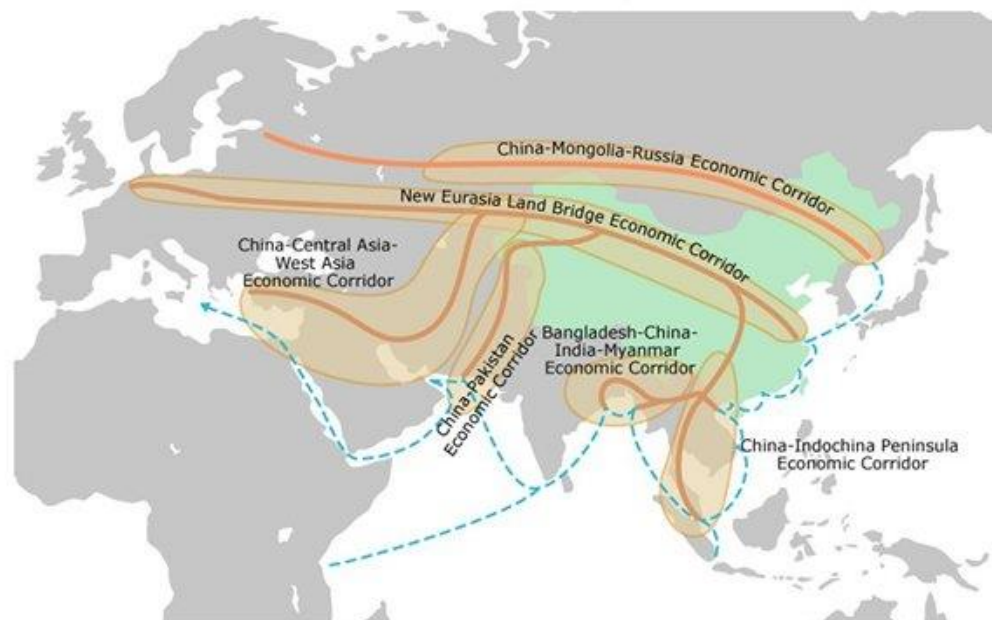 China-Mongolia-Russia Economic Corridor
New Eurasia Land Bridge Economic Corridor
China-Central Asia-
West Asia
Economic Corridor
China-Pakistan
Economic Corridor
Bangladesh-China-
India-Myanmar
Economic Corridor
China-Indochina Peninsula
Economic Corridor